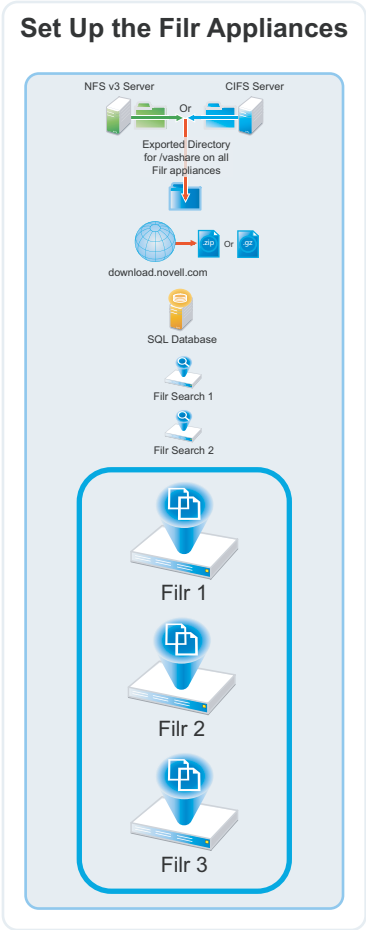 Set Up the Filr Appliances
NFS v3 Server
CIFS Server
Or
Exported Directory
for /vashare on all
Filr appliances
.zip
Or
.gz
download.novell.com
SQL Database
Filr Search 1
Filr Search 2
Filr 1
Filr 2
Filr 3